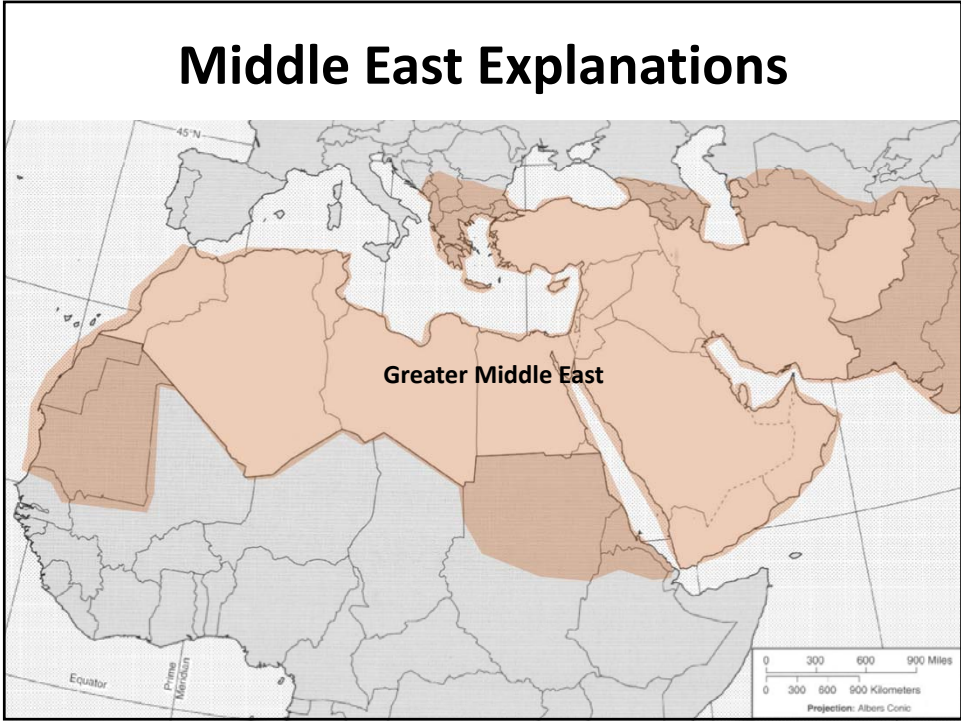 Middle East Explanations
45°N
Greater Middle East
Equator
Prime
Meridian
0 300 600 900 Miles
0 300 600 900 Kilometers
Projection: Albers Conic